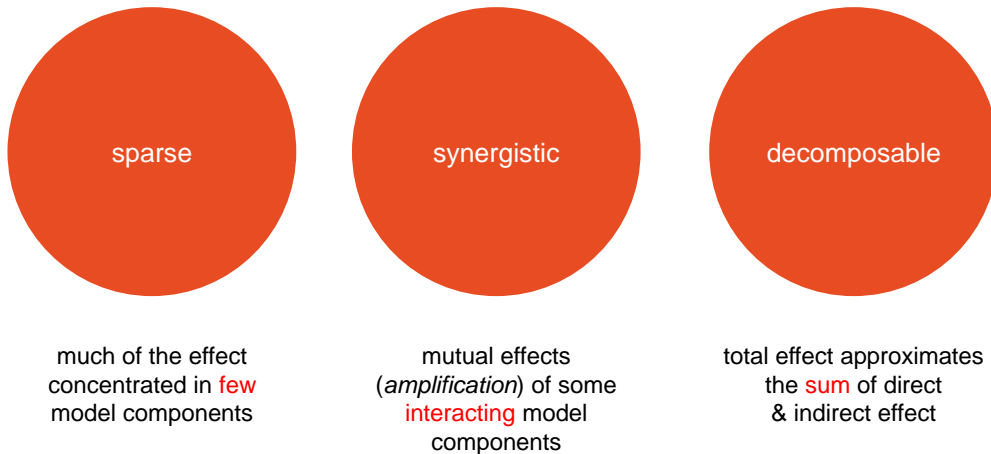 sparse
synergistic
decomposable
much of the effect
concentrated in few
model components
mutual effects
(amplification) of some
interacting model
components
total effect approximates
the sum of direct
& indirect effect